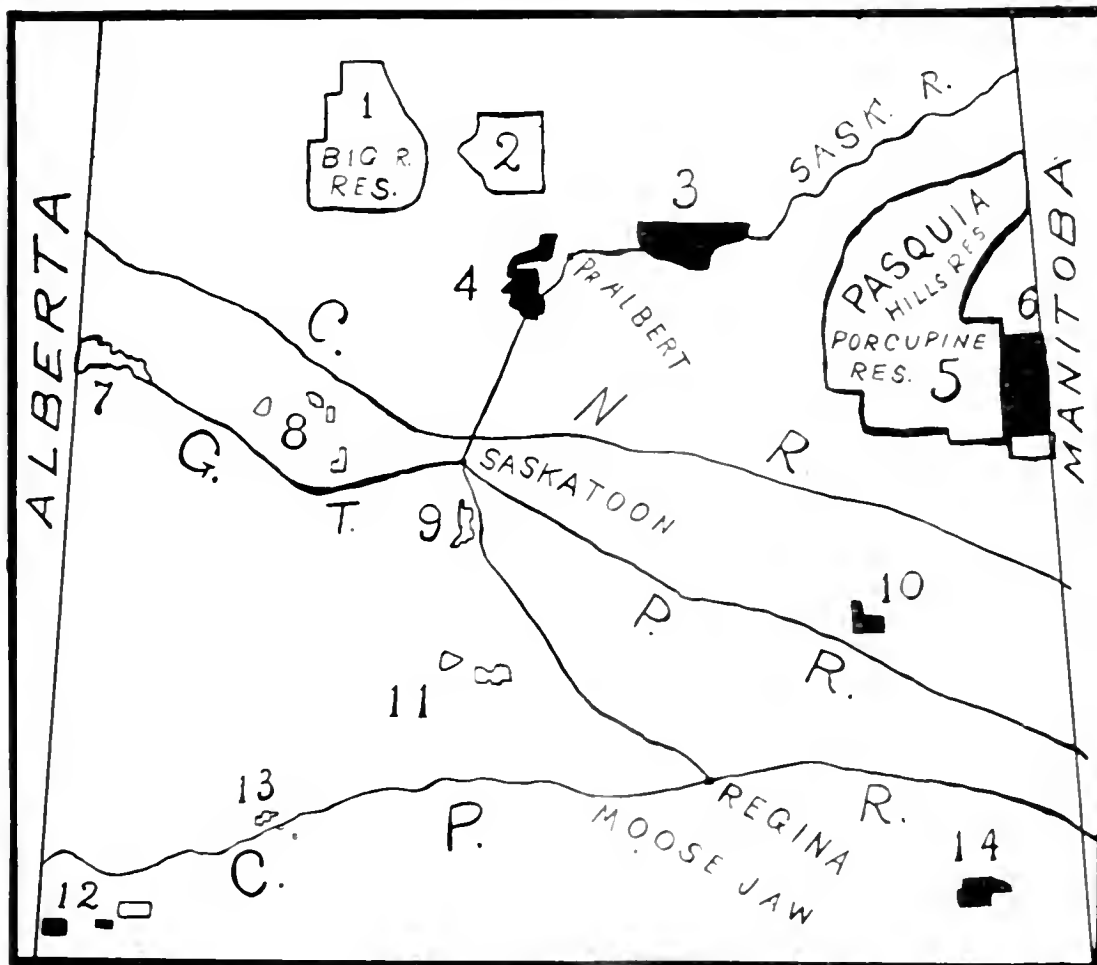 1
BIG R.
RES.
2
3
SASK. R.
4
PR ALBERT
PASQUIA
HILLS RES
PORCUPINE
RES. 5
6
ALBERTA
MANITOBA
C. N R.
7
8
G. T. P. R.
SASKATOON
9
10
11
13
C. P. R.
REGINA
MOOSE JAW
12
14